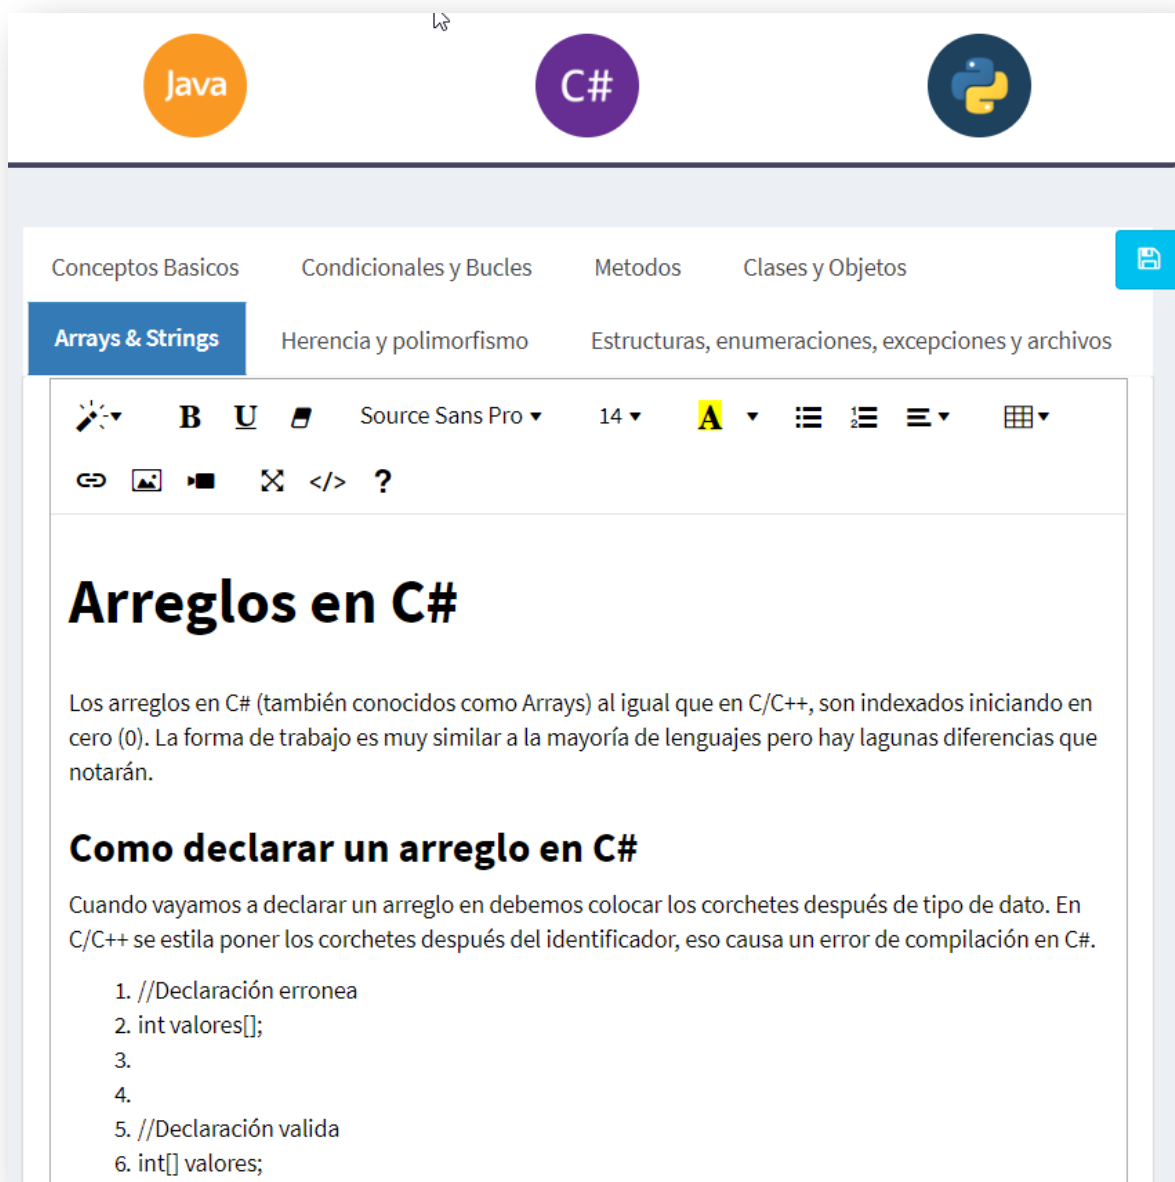 Java
C#
Conceptos Basicos Condicionales y Bucles Metodos Clases y Objetos
Arrays & Strings Herencia y polimorfismo Estructuras, enumeraciones, excepciones y archivos
B U Source Sans Pro 14 A
</> ?
Arreglos en C#
Los arreglos en C# (también conocidos como Arrays) al igual que en C/C++, son indexados iniciando en
cero (0). La forma de trabajo es muy similar a la mayoría de lenguajes pero hay lagunas diferencias que
notarán.
Como declarar un arreglo en C#
Cuando vayamos a declarar un arreglo en debemos colocar los corchetes después de tipo de dato. En
C/C++ se estila poner los corchetes después del identificador, eso causa un error de compilación en C#.
1. //Declaración erronea
2. int valores[];
3.
4.
5. //Declaración valida
6. int[] valores;